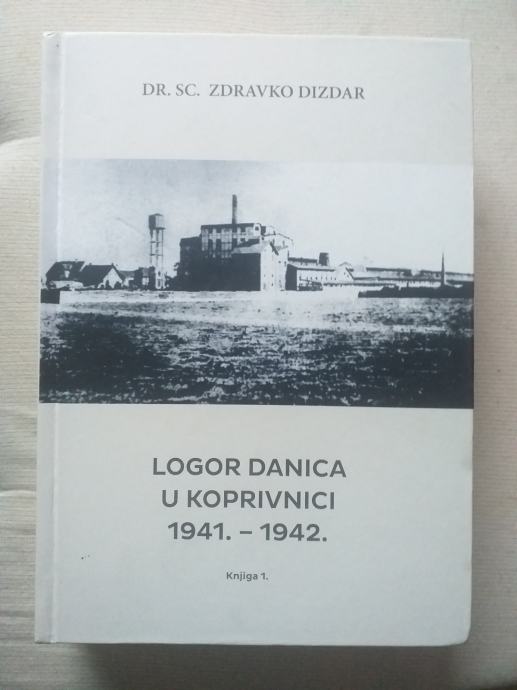 DR. SC. ZDRAVKO DIZDAR
LOGOR DANICA
U KOPRIVNICI
1941. – 1942.
Knjiga 1.